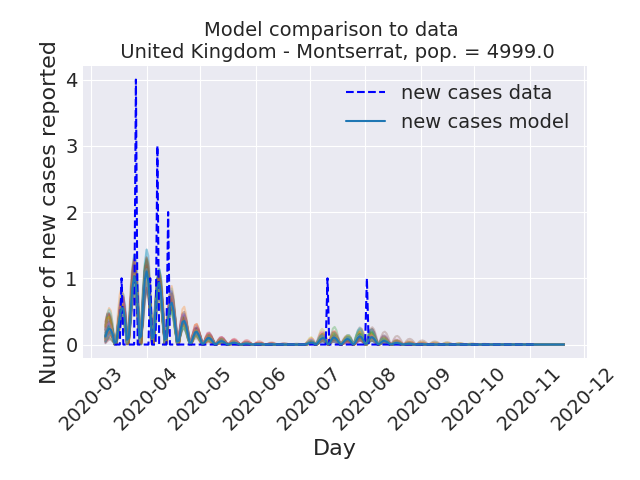 Model comparison to data
United Kingdom - Montserrat, pop. = 4999.0
Number of new cases reported
4
3
2
1
0
new cases data
new cases model
2020-03
2020-04
2020-05
2020-06
2020-07
2020-08
2020-09
2020-10
2020-11
2020-12
Day